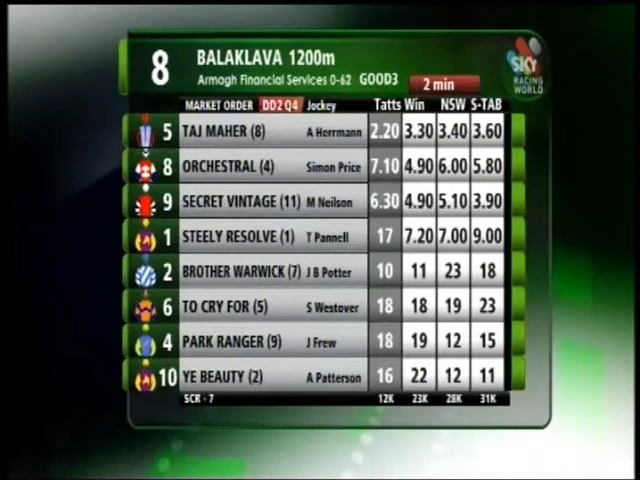 8 BALAKLAVA 1200m
Armagh Financial Services 0-62 GOOD3 2 min
SKY
RACING
WORLD
MARKET ORDER DD2 Q4 Jockey Tatts Win NSW S-TAB
5 TAJ MAHER (8) A Herrmann 2.20 3.30 3.40 3.60
8 ORCHESTRAL (4) Simon Price 7.10 4.90 6.00 5.80
9 SECRET VINTAGE (11) M Neilson 6.30 4.90 5.10 3.90
1 STEELY RESOLVE (1) T Pannell 17 7.20 7.00 9.00
2 BROTHER WARWICK (7) J B Potter 10 11 23 18
6 TO CRY FOR (5) S Westover 18 18 19 23
4 PARK RANGER (9) J Frew 18 19 12 15
10 YE BEAUTY (2) A Patterson 16 22 12 11
SCR - 7 12K 23K 28K 31K